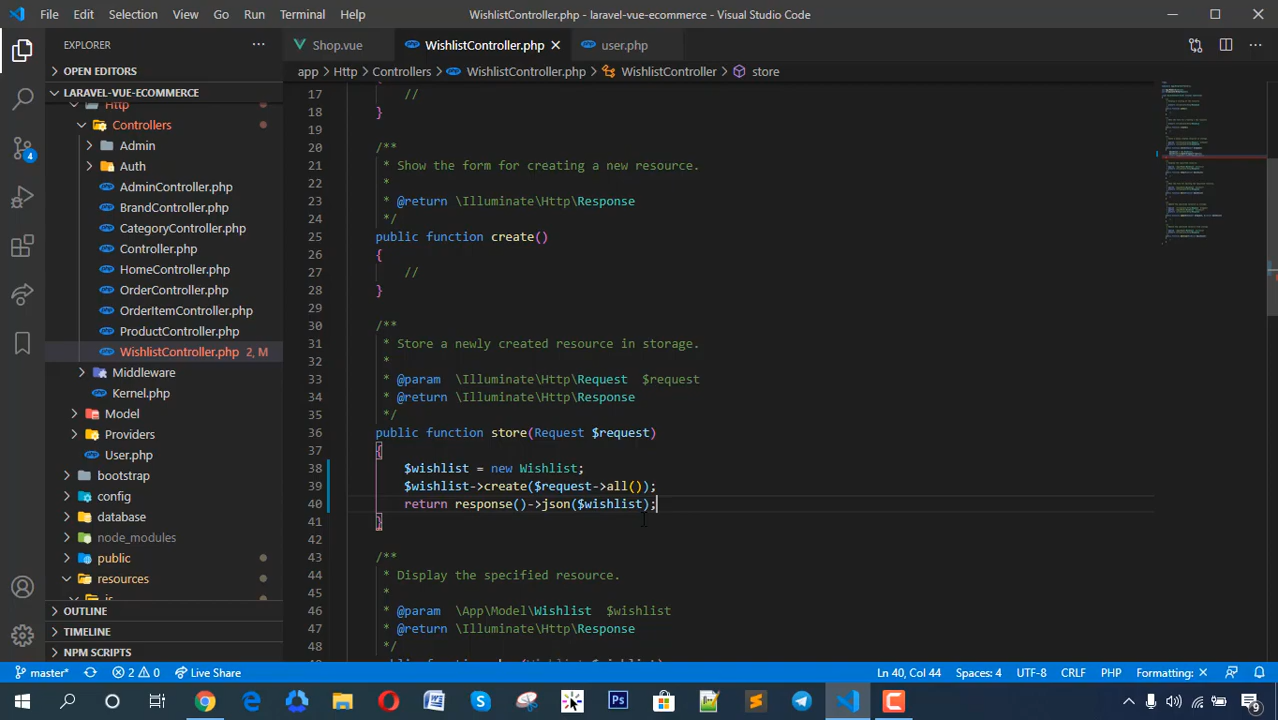 File Edit Selection View Go Run Terminal Help
WishlistController.php - laravel-vue-ecommerce - Visual Studio Code
EXPLORER
OPEN EDITORS
LARAVEL-VUE-ECOMMERCE
Http
Controllers
Admin
Auth
AdminController.php
BrandController.php
CategoryController.php
Controller.php
HomeController.php
OrderController.php
OrderItemController.php
ProductController.php
WishlistController.php 2, M
Middleware
Kernel.php
Model
Providers
User.php
bootstrap
config
database
node_modules
public
resources
OUTLINE
TIMELINE
NPM SCRIPTS
4
Shop.vue WishlistController.php user.php
app > Http > Controllers > WishlistController.php > WishlistController > store
17 //
18 }
19
20 /**
21 * Show the form for creating a new resource.
22 *
23 * @return \Illuminate\Http\Response
24 */
25 public function create()
26 {
27 //
28 }
29
30 /**
31 * Store a newly created resource in storage.
32 *
33 * @param \Illuminate\Http\Request $request
34 * @return \Illuminate\Http\Response
35 */
36 public function store(Request $request)
37 {
38 $wishlist = new Wishlist;
39 $wishlist->create($request->all());
40 return response()->json($wishlist);
41 }
42
43 /**
44 * Display the specified resource.
45 *
46 * @param \App\Model\Wishlist $wishlist
47 * @return \Illuminate\Http\Response
48 */
master* 2 0 Live Share
Ln 40, Col 44 Spaces: 4 UTF-8 CRLF PHP Formatting: ×
9